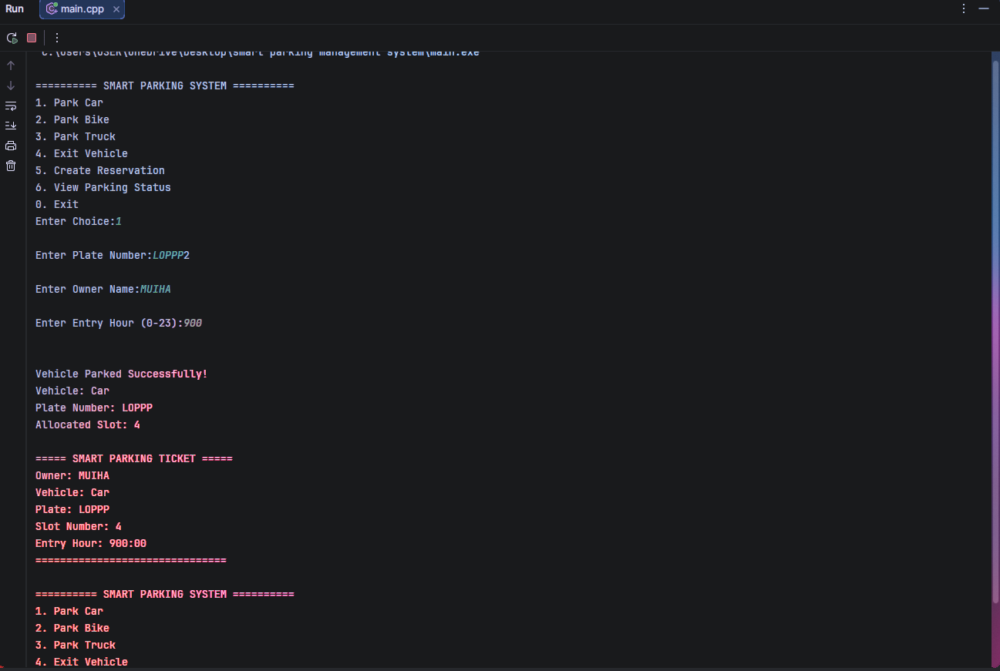 Run main.cpp
C:\Users\USER\OneDrive\Desktop\smart parking management system\main.exe
========== SMART PARKING SYSTEM ==========
1. Park Car
2. Park Bike
3. Park Truck
4. Exit Vehicle
5. Create Reservation
6. View Parking Status
0. Exit
Enter Choice:1
Enter Plate Number:LOPPP2
Enter Owner Name:MUIHA
Enter Entry Hour (0-23):900
Vehicle Parked Successfully!
Vehicle: Car
Plate Number: LOPPP
Allocated Slot: 4
===== SMART PARKING TICKET =====
Owner: MUIHA
Vehicle: Car
Plate: LOPPP
Slot Number: 4
Entry Hour: 900:00
===============================
========== SMART PARKING SYSTEM ==========
1. Park Car
2. Park Bike
3. Park Truck
4. Exit Vehicle